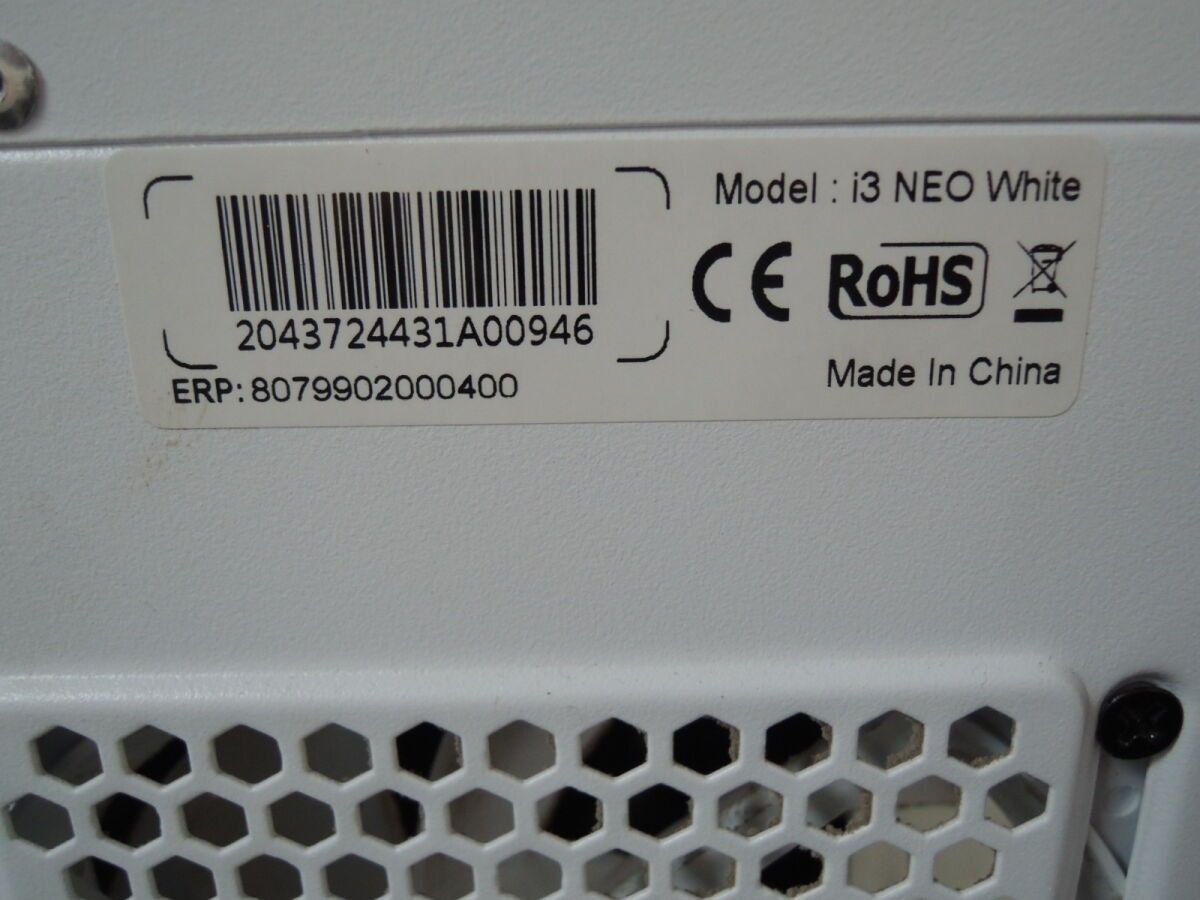 2043724431A00946
ERP: 8079902000400
Model : i3 NEO White
CE RoHS
Made In China